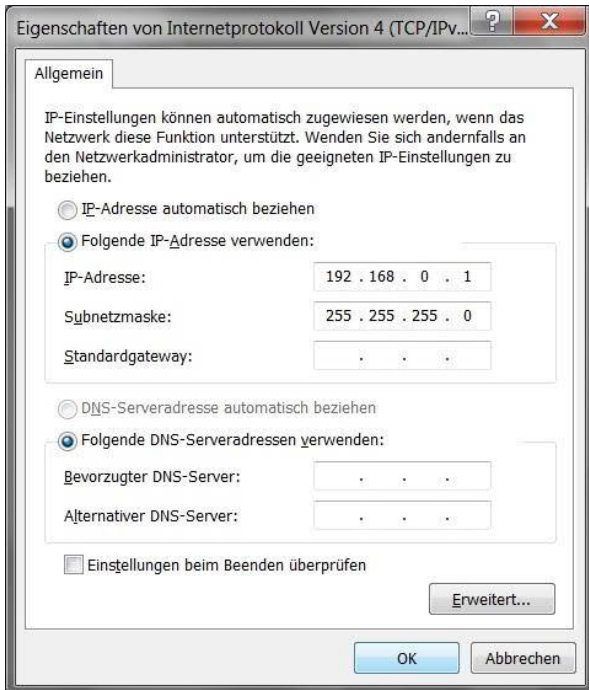 Eigenschaften von Internetprotokoll Version 4 (TCP/IPv...
Allgemein
IP-Einstellungen können automatisch zugewiesen werden, wenn das
Netzwerk diese Funktion unterstützt. Wenden Sie sich andernfalls an
den Netzwerkadministrator, um die geeigneten IP-Einstellungen zu
beziehen.
IP-Adresse automatisch beziehen
Folgende IP-Adresse verwenden:
IP-Adresse: 192 . 168 . 0 . 1
Subnetzmaske: 255 . 255 . 255 . 0
Standardgateway: . . .
DNS-Serveradresse automatisch beziehen
Folgende DNS-Serveradressen verwenden:
Bevorzugter DNS-Server: . . .
Alternativer DNS-Server: . . .
Einstellungen beim Beenden überprüfen
Erweitert...
OK Abbrechen